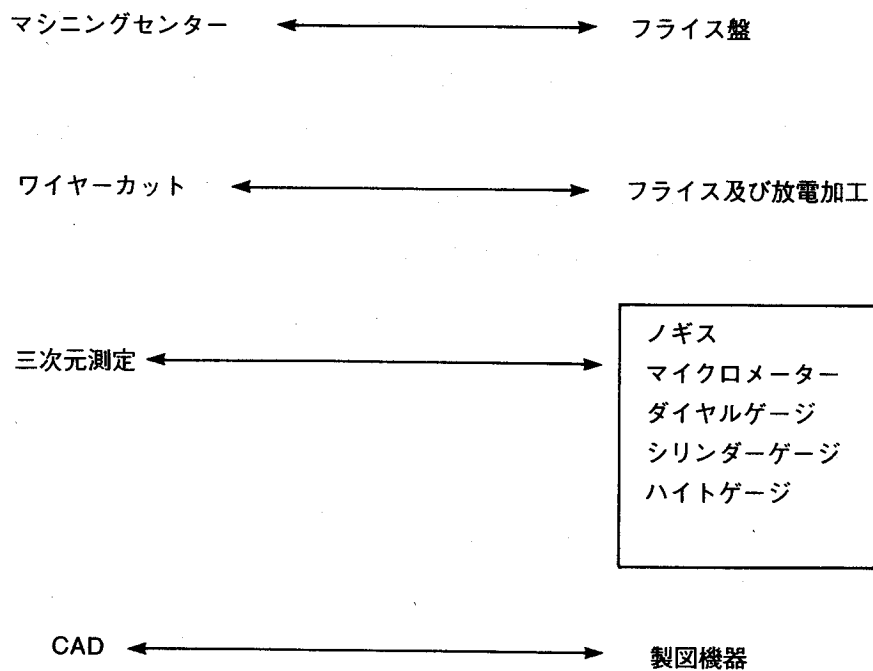 マシニングセンター フライス盤
ワイヤーカット フライス及び放電加工
三次元測定
ノギス
マイクロメーター
ダイヤルゲージ
シリンダーゲージ
ハイトゲージ
CAD 製図機器